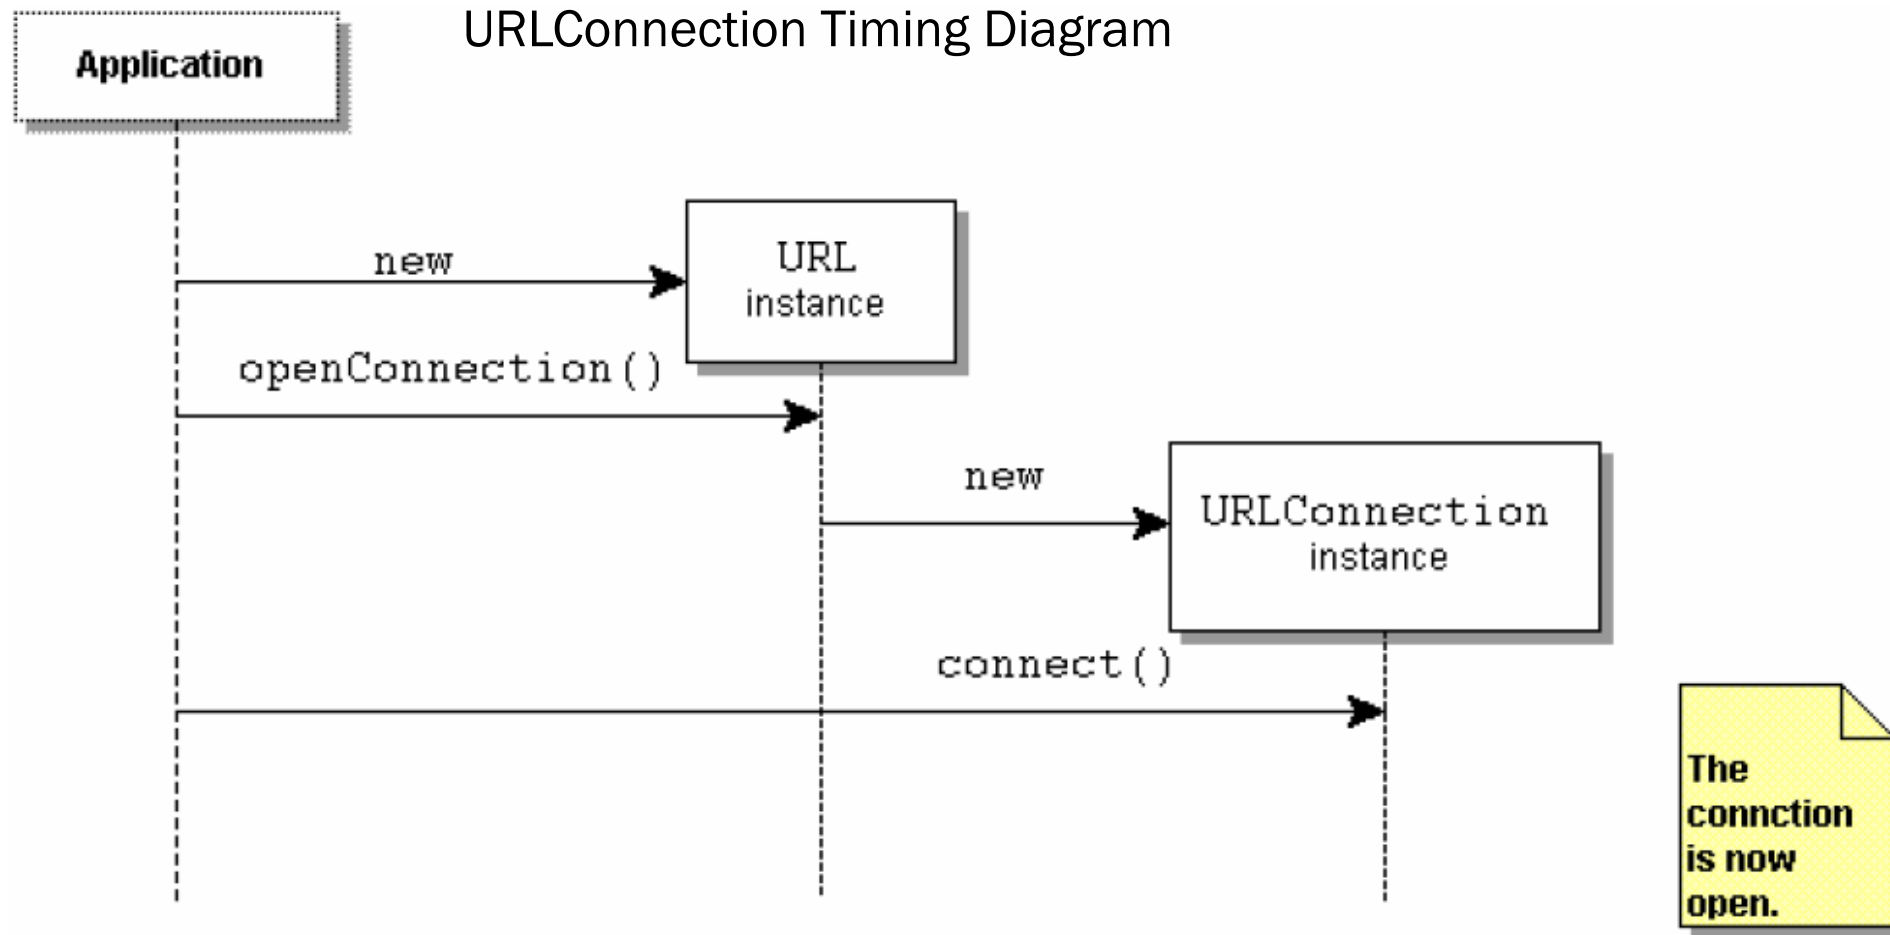 URLConnection Timing Diagram
Application
new
URL
instance
openConnection()
new
URLConnection
instance
connect()
The
connction
is now
open.